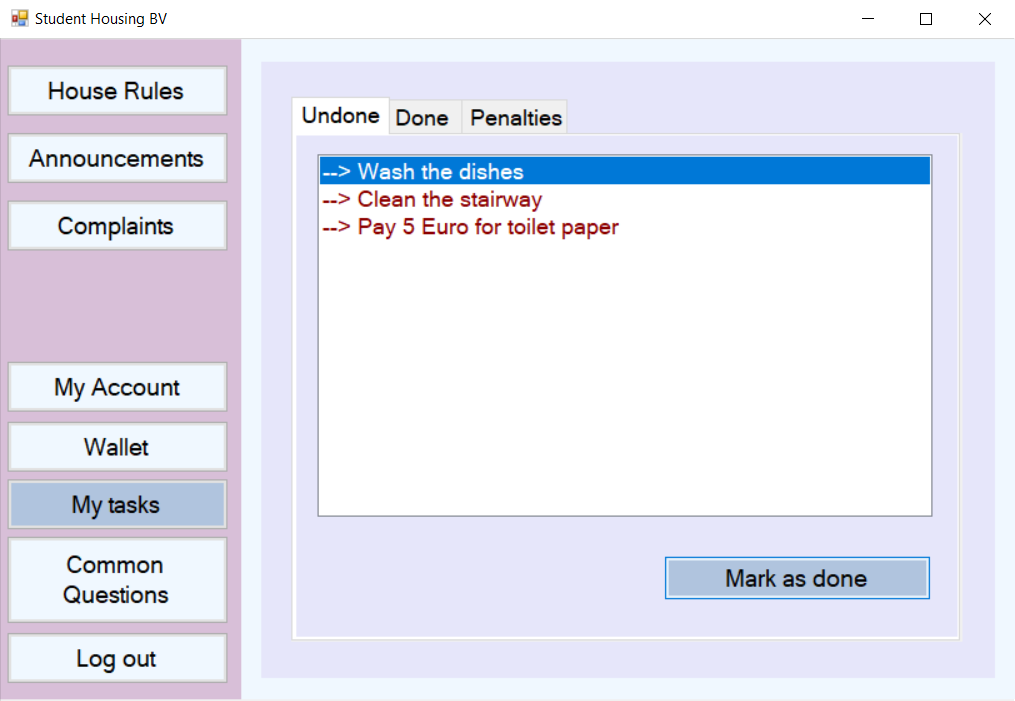 Student Housing BV
House Rules
Announcements
Complaints
My Account
Wallet
My tasks
Common
Questions
Log out
Undone
Done
Penalties
--> Wash the dishes
--> Clean the stairway
--> Pay 5 Euro for toilet paper
Mark as done